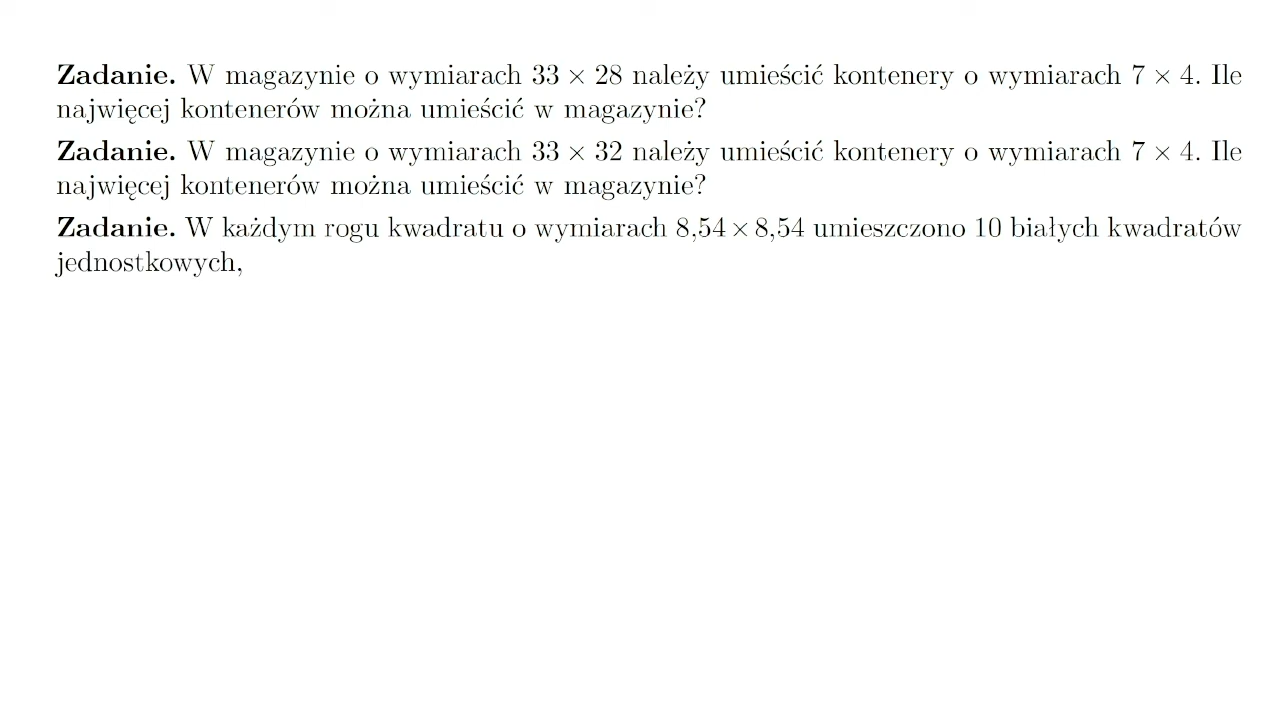 Zadanie. W magazynie o wymiarach 33 × 28 należy umieścić kontenery o wymiarach 7 × 4. Ile
najwięcej kontenerów można umieścić w magazynie?
Zadanie. W magazynie o wymiarach 33 × 32 należy umieścić kontenery o wymiarach 7 × 4. Ile
najwięcej kontenerów można umieścić w magazynie?
Zadanie. W każdym rogu kwadratu o wymiarach 8,54 × 8,54 umieszczono 10 białych kwadratów
jednostkowych,